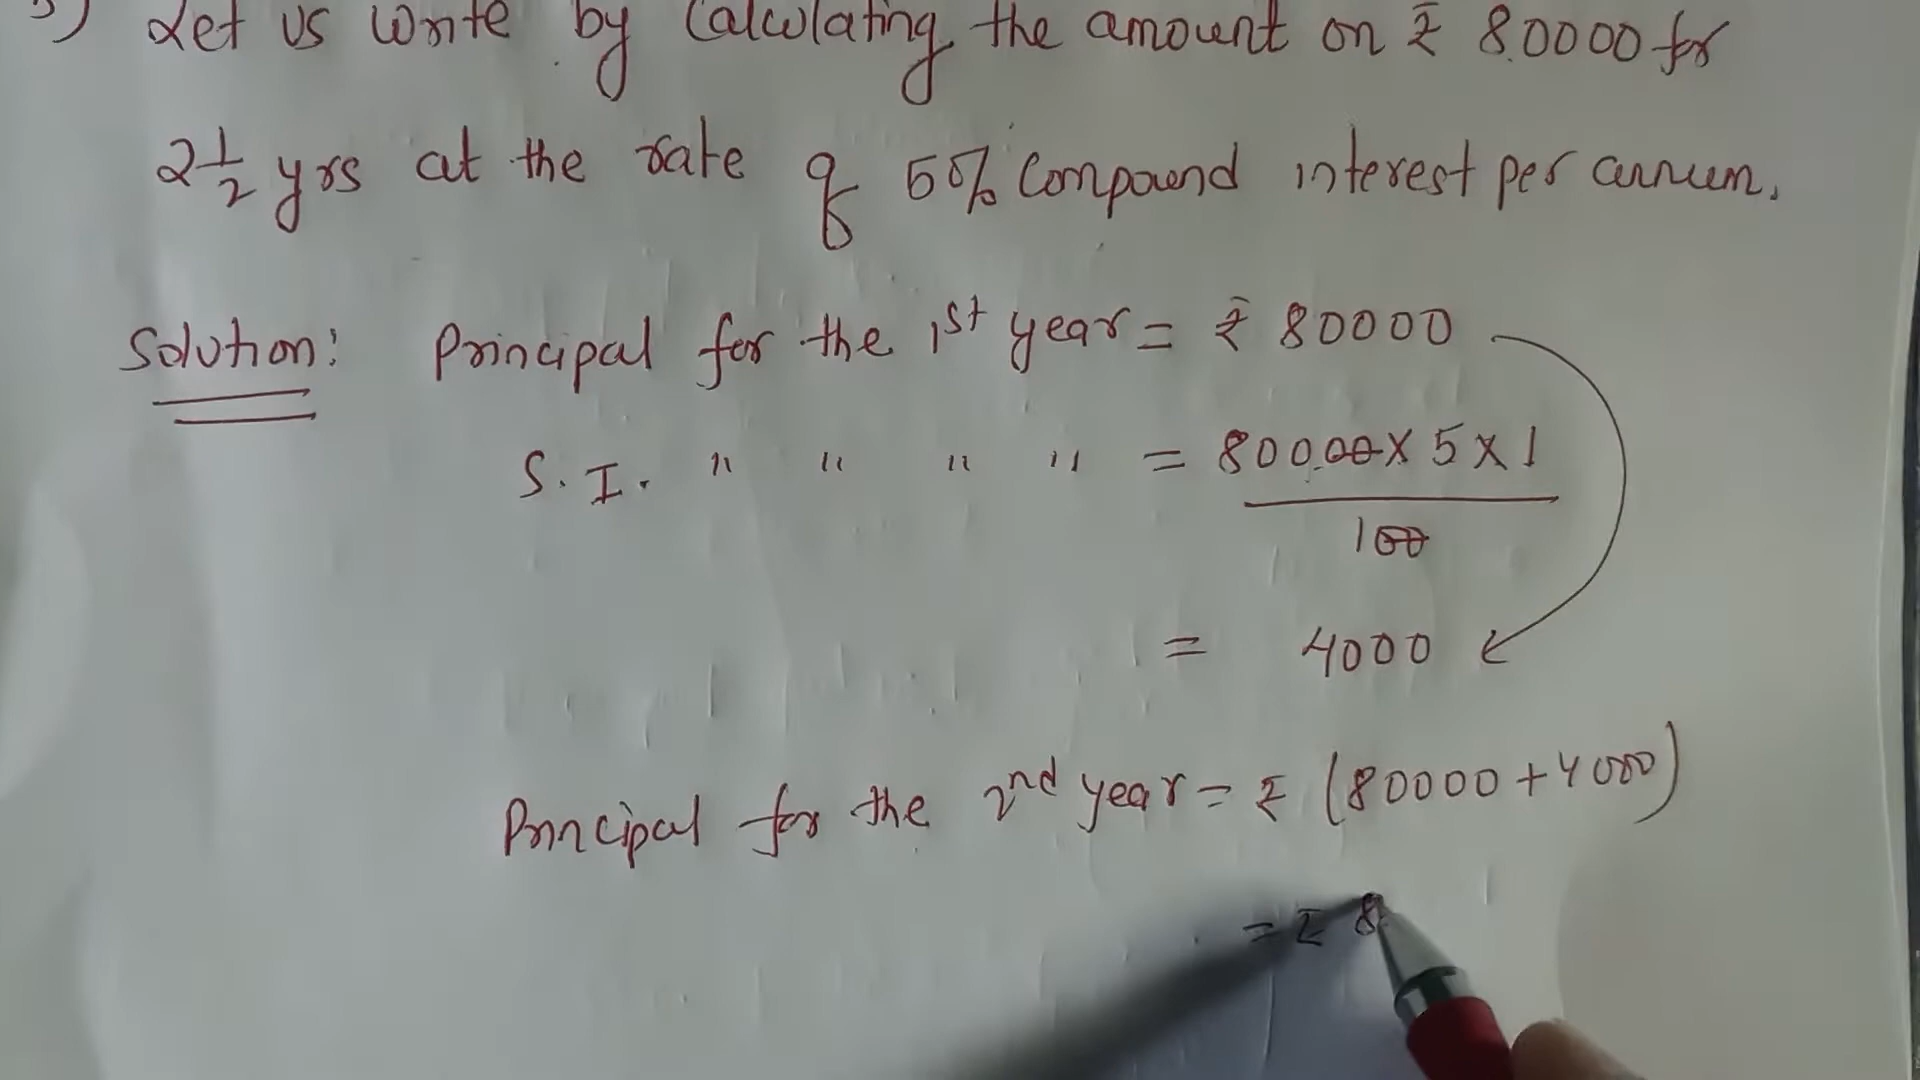 Let us write by Calculating the amount on ₹ 80000 for
2 1/2 yrs at the rate of 5% Compound interest per annum.
Solution: Principal for the 1st year = ₹ 80000
S. I. " " " " = 80000 X 5 X 1
100
= 4000
Principal for the 2nd year = ₹ (80000 + 4000)
= ₹ 8